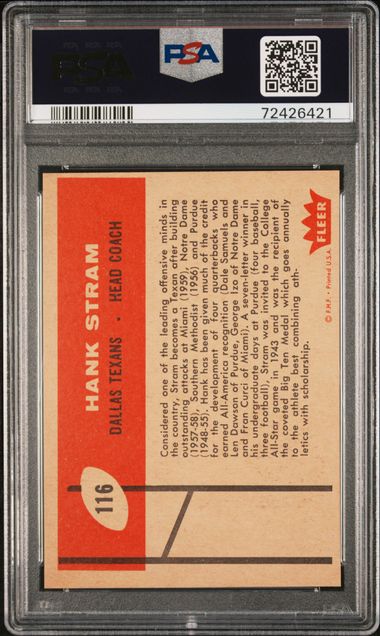 PSA
PSA
72426421
116
HANK STRAM
DALLAS TEXANS • HEAD COACH
Considered one of the leading offensive minds in
the country, Stram becomes a Texan after building
outstanding attacks at Miami (1959), Notre Dame
(1957-58), Southern Methodist (1956) and Purdue
(1948-55). Hank has been given much of the credit
for the development of four quarterbacks who
earned All-America recognition (Dale Samuels and
Len Dawson of Purdue, George Izo of Notre Dame
and Fran Curci of Miami). A seven-letter winner in
his undergraduate days at Purdue (four baseball,
three football), Stram was invited to the College
All-Star game in 1943 and was the recipient of
the coveted Big Ten Medal which goes annually
to the athlete best combining ath-
letics with scholarship.
FLEER
© F.H.F. • Printed U.S.A.